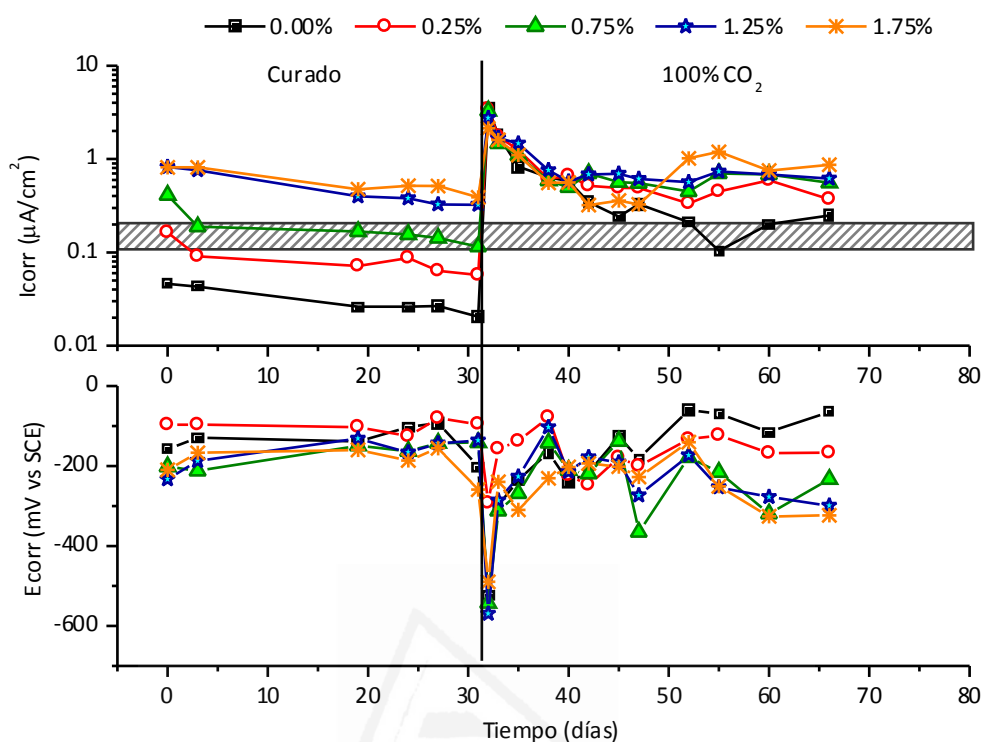 0.00% 0.25% 0.75% 1.25% 1.75%
10
1
0.1
0.01
Icorr (µA/cm²)
Curado
100% CO₂
0 10 20 30 40 50 60 70 80
0
-200
-400
-600
Ecorr (mV vs SCE)
0 10 20 30 40 50 60 70 80
Tiempo (días)